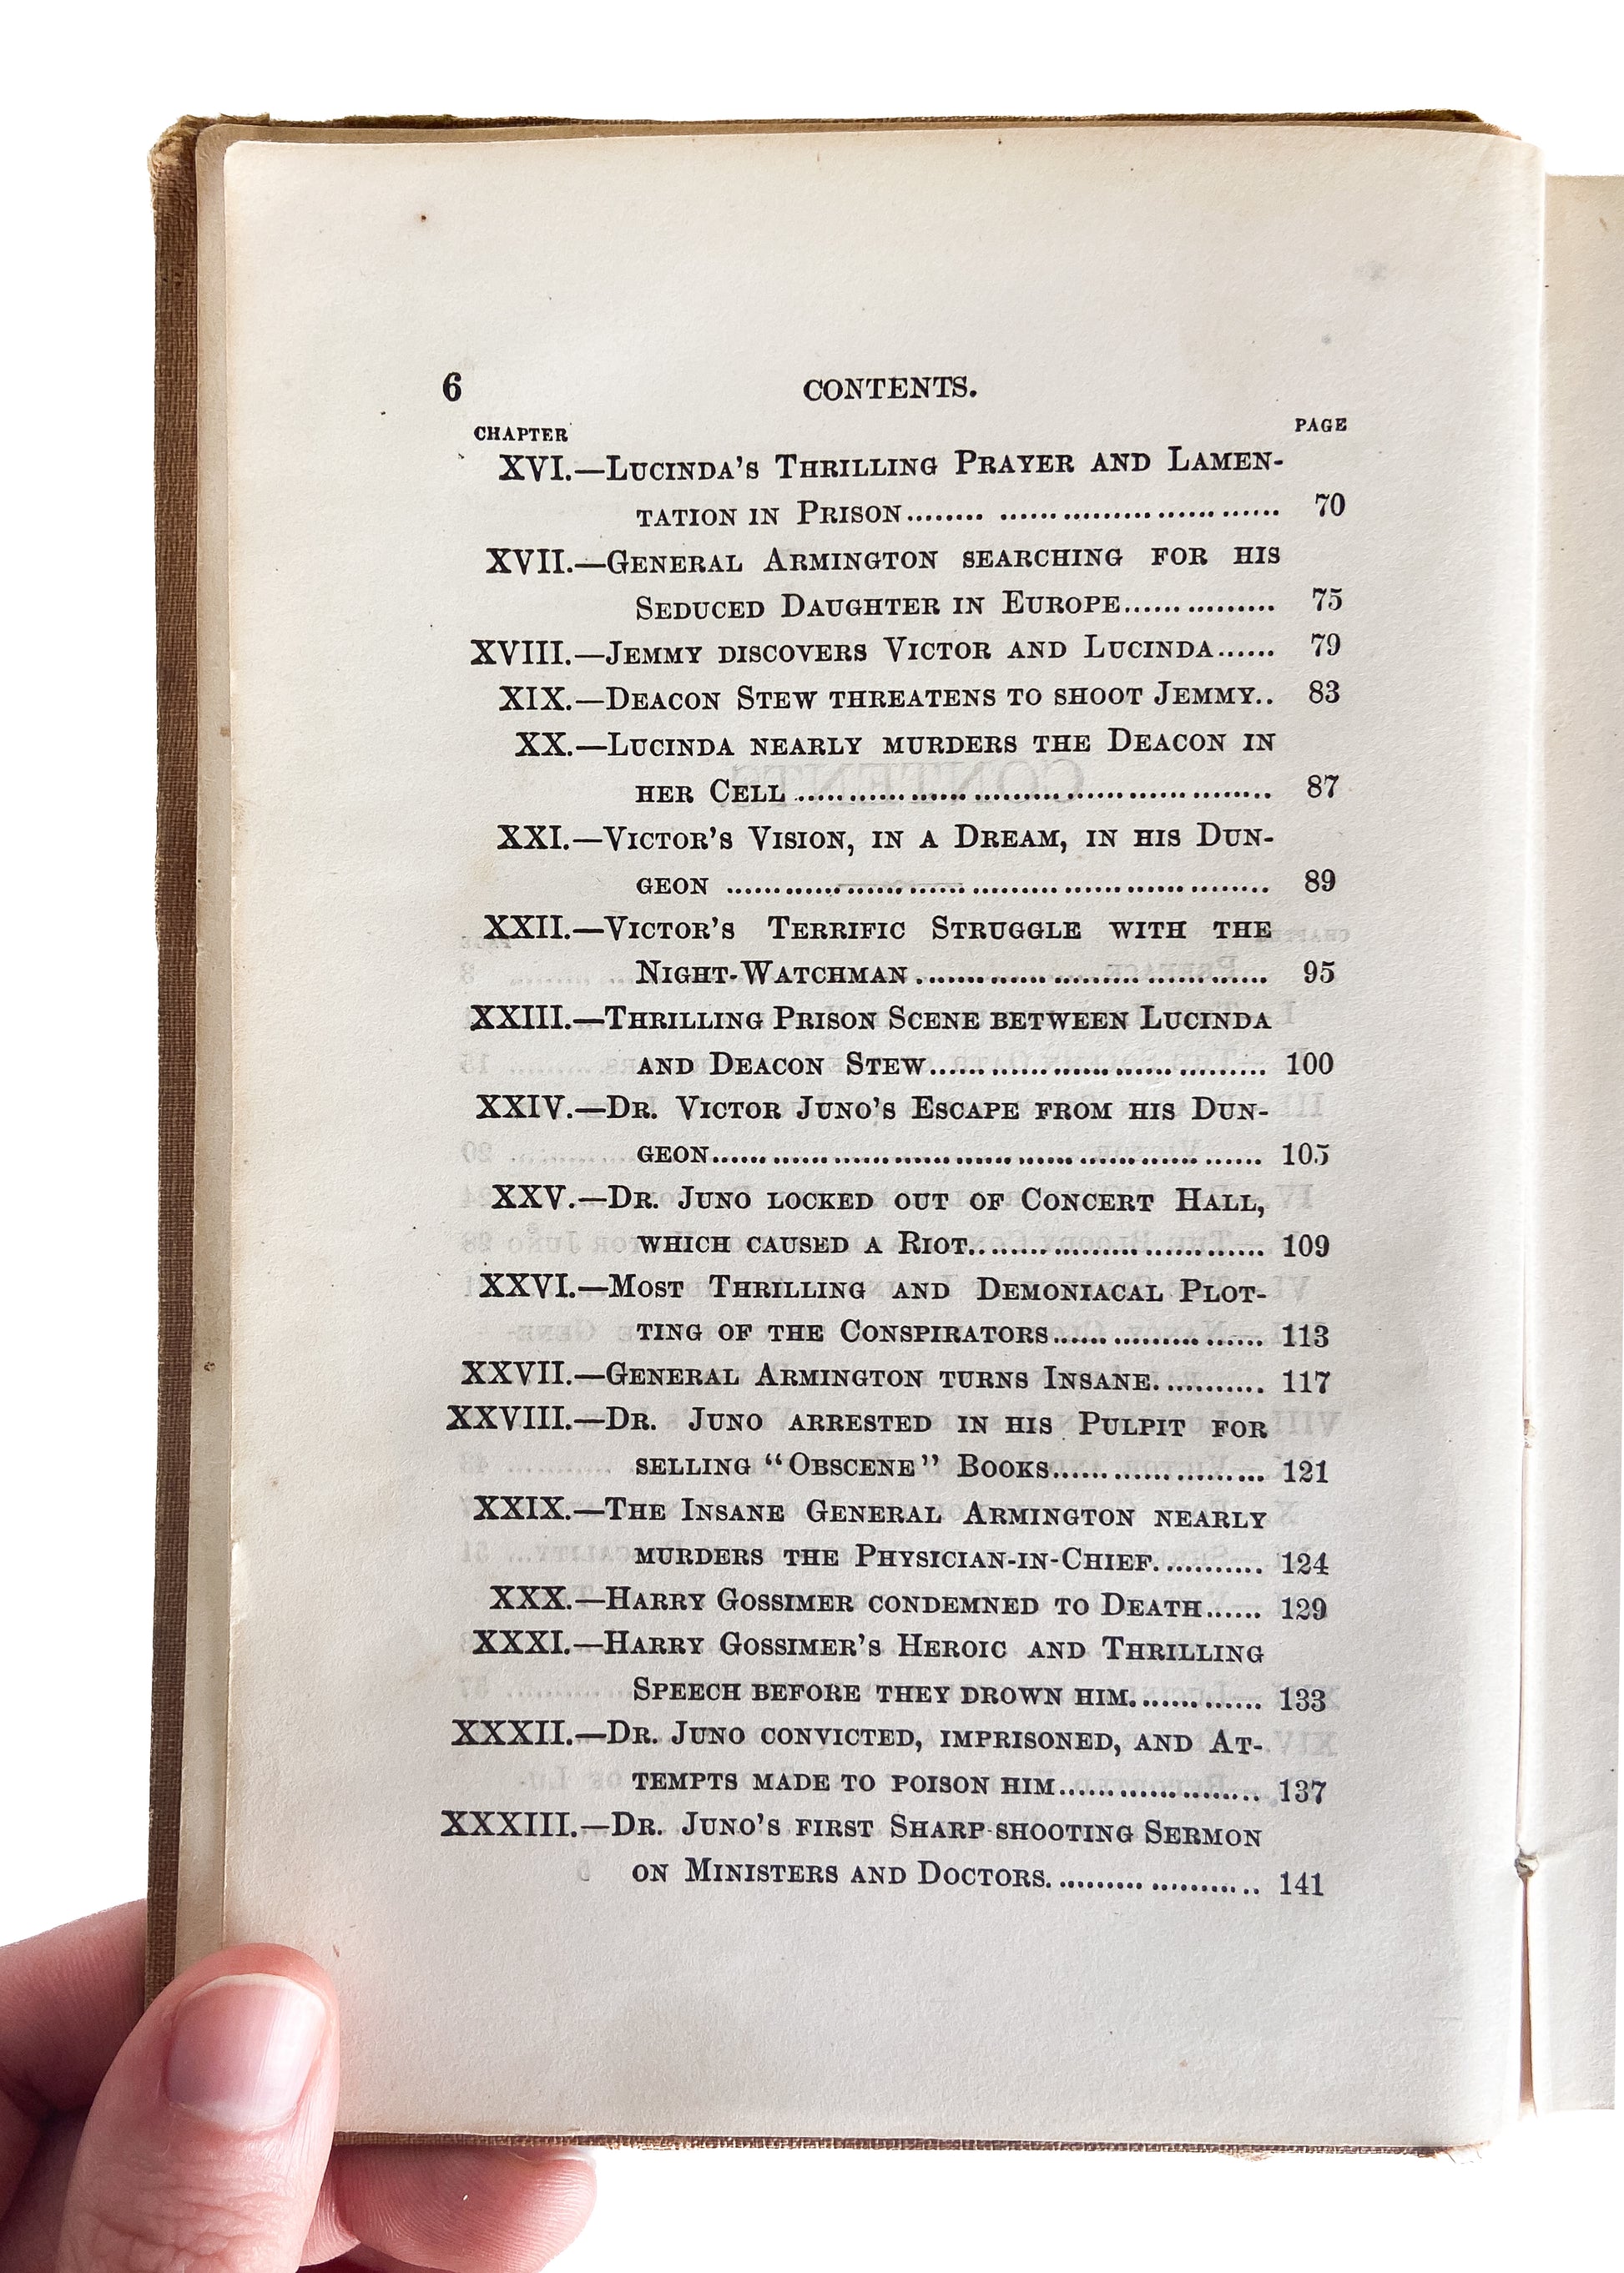 6 CONTENTS.
CHAPTER PAGE
XVI.—Lucinda's Thrilling Prayer and Lamen-
tation in Prison........ ................................ 70
XVII.—General Armington searching for his
Seduced Daughter in Europe............... 75
XVIII.—Jemmy discovers Victor and Lucinda...... 79
XIX.—Deacon Stew threatens to shoot Jemmy.. 83
XX.—Lucinda nearly murders the Deacon in
her Cell ................................................ 87
XXI.—Victor's Vision, in a Dream, in his Dun-
geon ...................................................... 89
XXII.—Victor's Terrific Struggle with the
Night-Watchman................................... 95
XXIII.—Thrilling Prison Scene between Lucinda
and Deacon Stew................................. 100
XXIV.—Dr. Victor Juno's Escape from his Dun-
geon...................................................... 105
XXV.—Dr. Juno locked out of Concert Hall,
which caused a Riot............................. 109
XXVI.—Most Thrilling and Demoniacal Plot-
ting of the Conspirators..................... 113
XXVII.—General Armington turns Insane........... 117
XXVIII.—Dr. Juno arrested in his Pulpit for
selling “Obscene” Books..................... 121
XXIX.—The Insane General Armington nearly
murders the Physician-in-Chief........... 124
XXX.—Harry Gossimer condemned to Death...... 129
XXXI.—Harry Gossimer's Heroic and Thrilling
Speech before they drown him............. 133
XXXII.—Dr. Juno convicted, imprisoned, and At-
tempts made to poison him.................... 137
XXXIII.—Dr. Juno's first Sharp-shooting Sermon
on Ministers and Doctors..................... 141